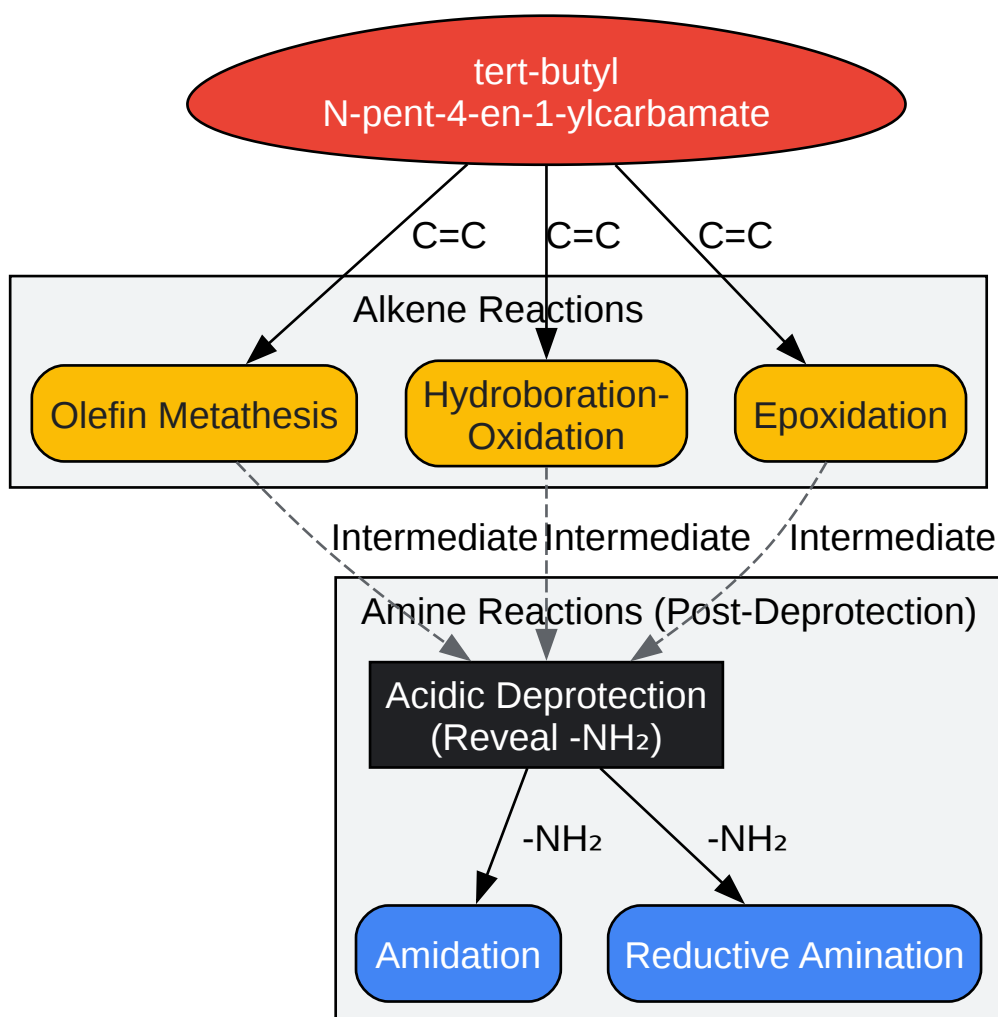 tert-butyl
N-pent-4-en-1-ylcarbamate
C=C
C=C
C=C
Alkene Reactions
Olefin Metathesis
Hydroboration-
Oxidation
Epoxidation
Intermediate
Intermediate
Intermediate
Amine Reactions (Post-Deprotection)
Acidic Deprotection
(Reveal -NH₂)
-NH₂
-NH₂
Amidation
Reductive Amination